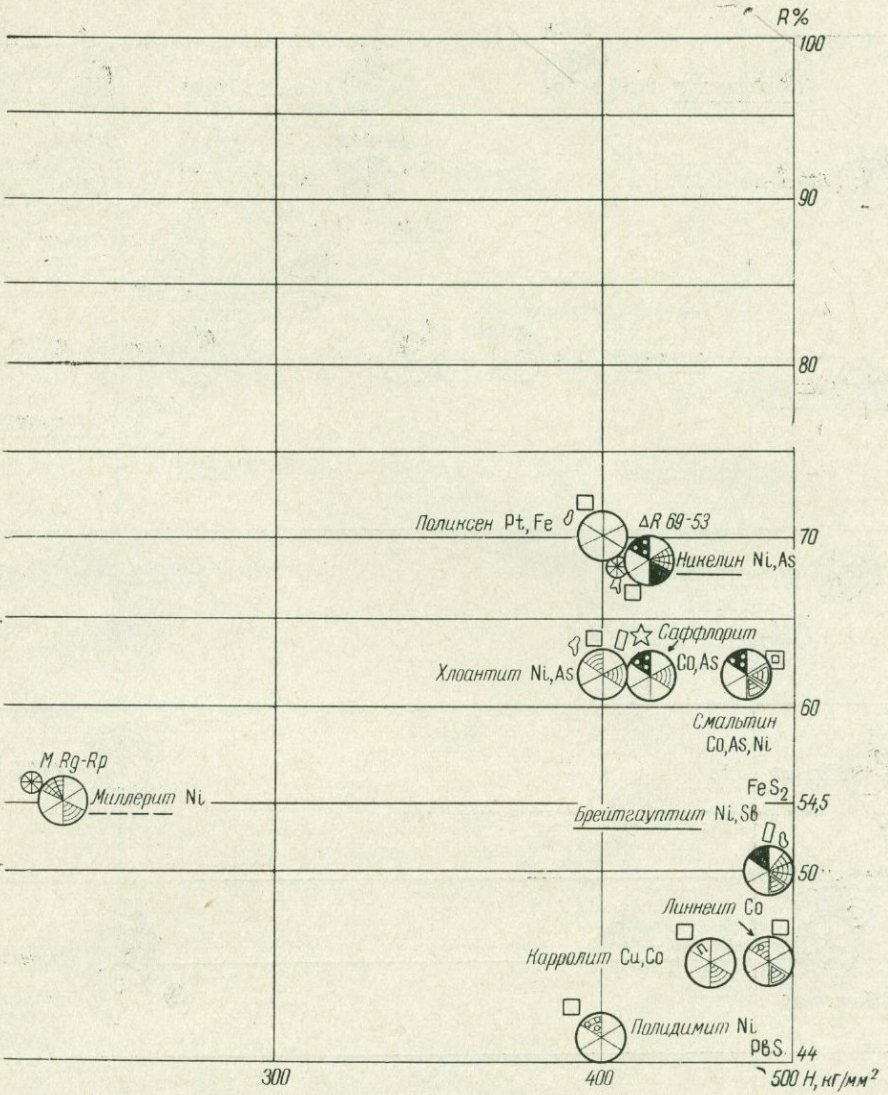 R%
100
90
80
Поликсен Pt, Fe
ΔR 69-53
70
Никелин Ni, As
Саффлорит
Co, As
Хлоантит Ni, As
60
Смальтин
Co, As, Ni
M Rg-Rp
Миллерит Ni
FeS₂
54,5
Брейтгауптит Ni, Sb
50
Линнеит Co
П
Р
Карролит Cu, Co
Полидимит Ni
PbS
44
300
400
500 H, кг/мм²